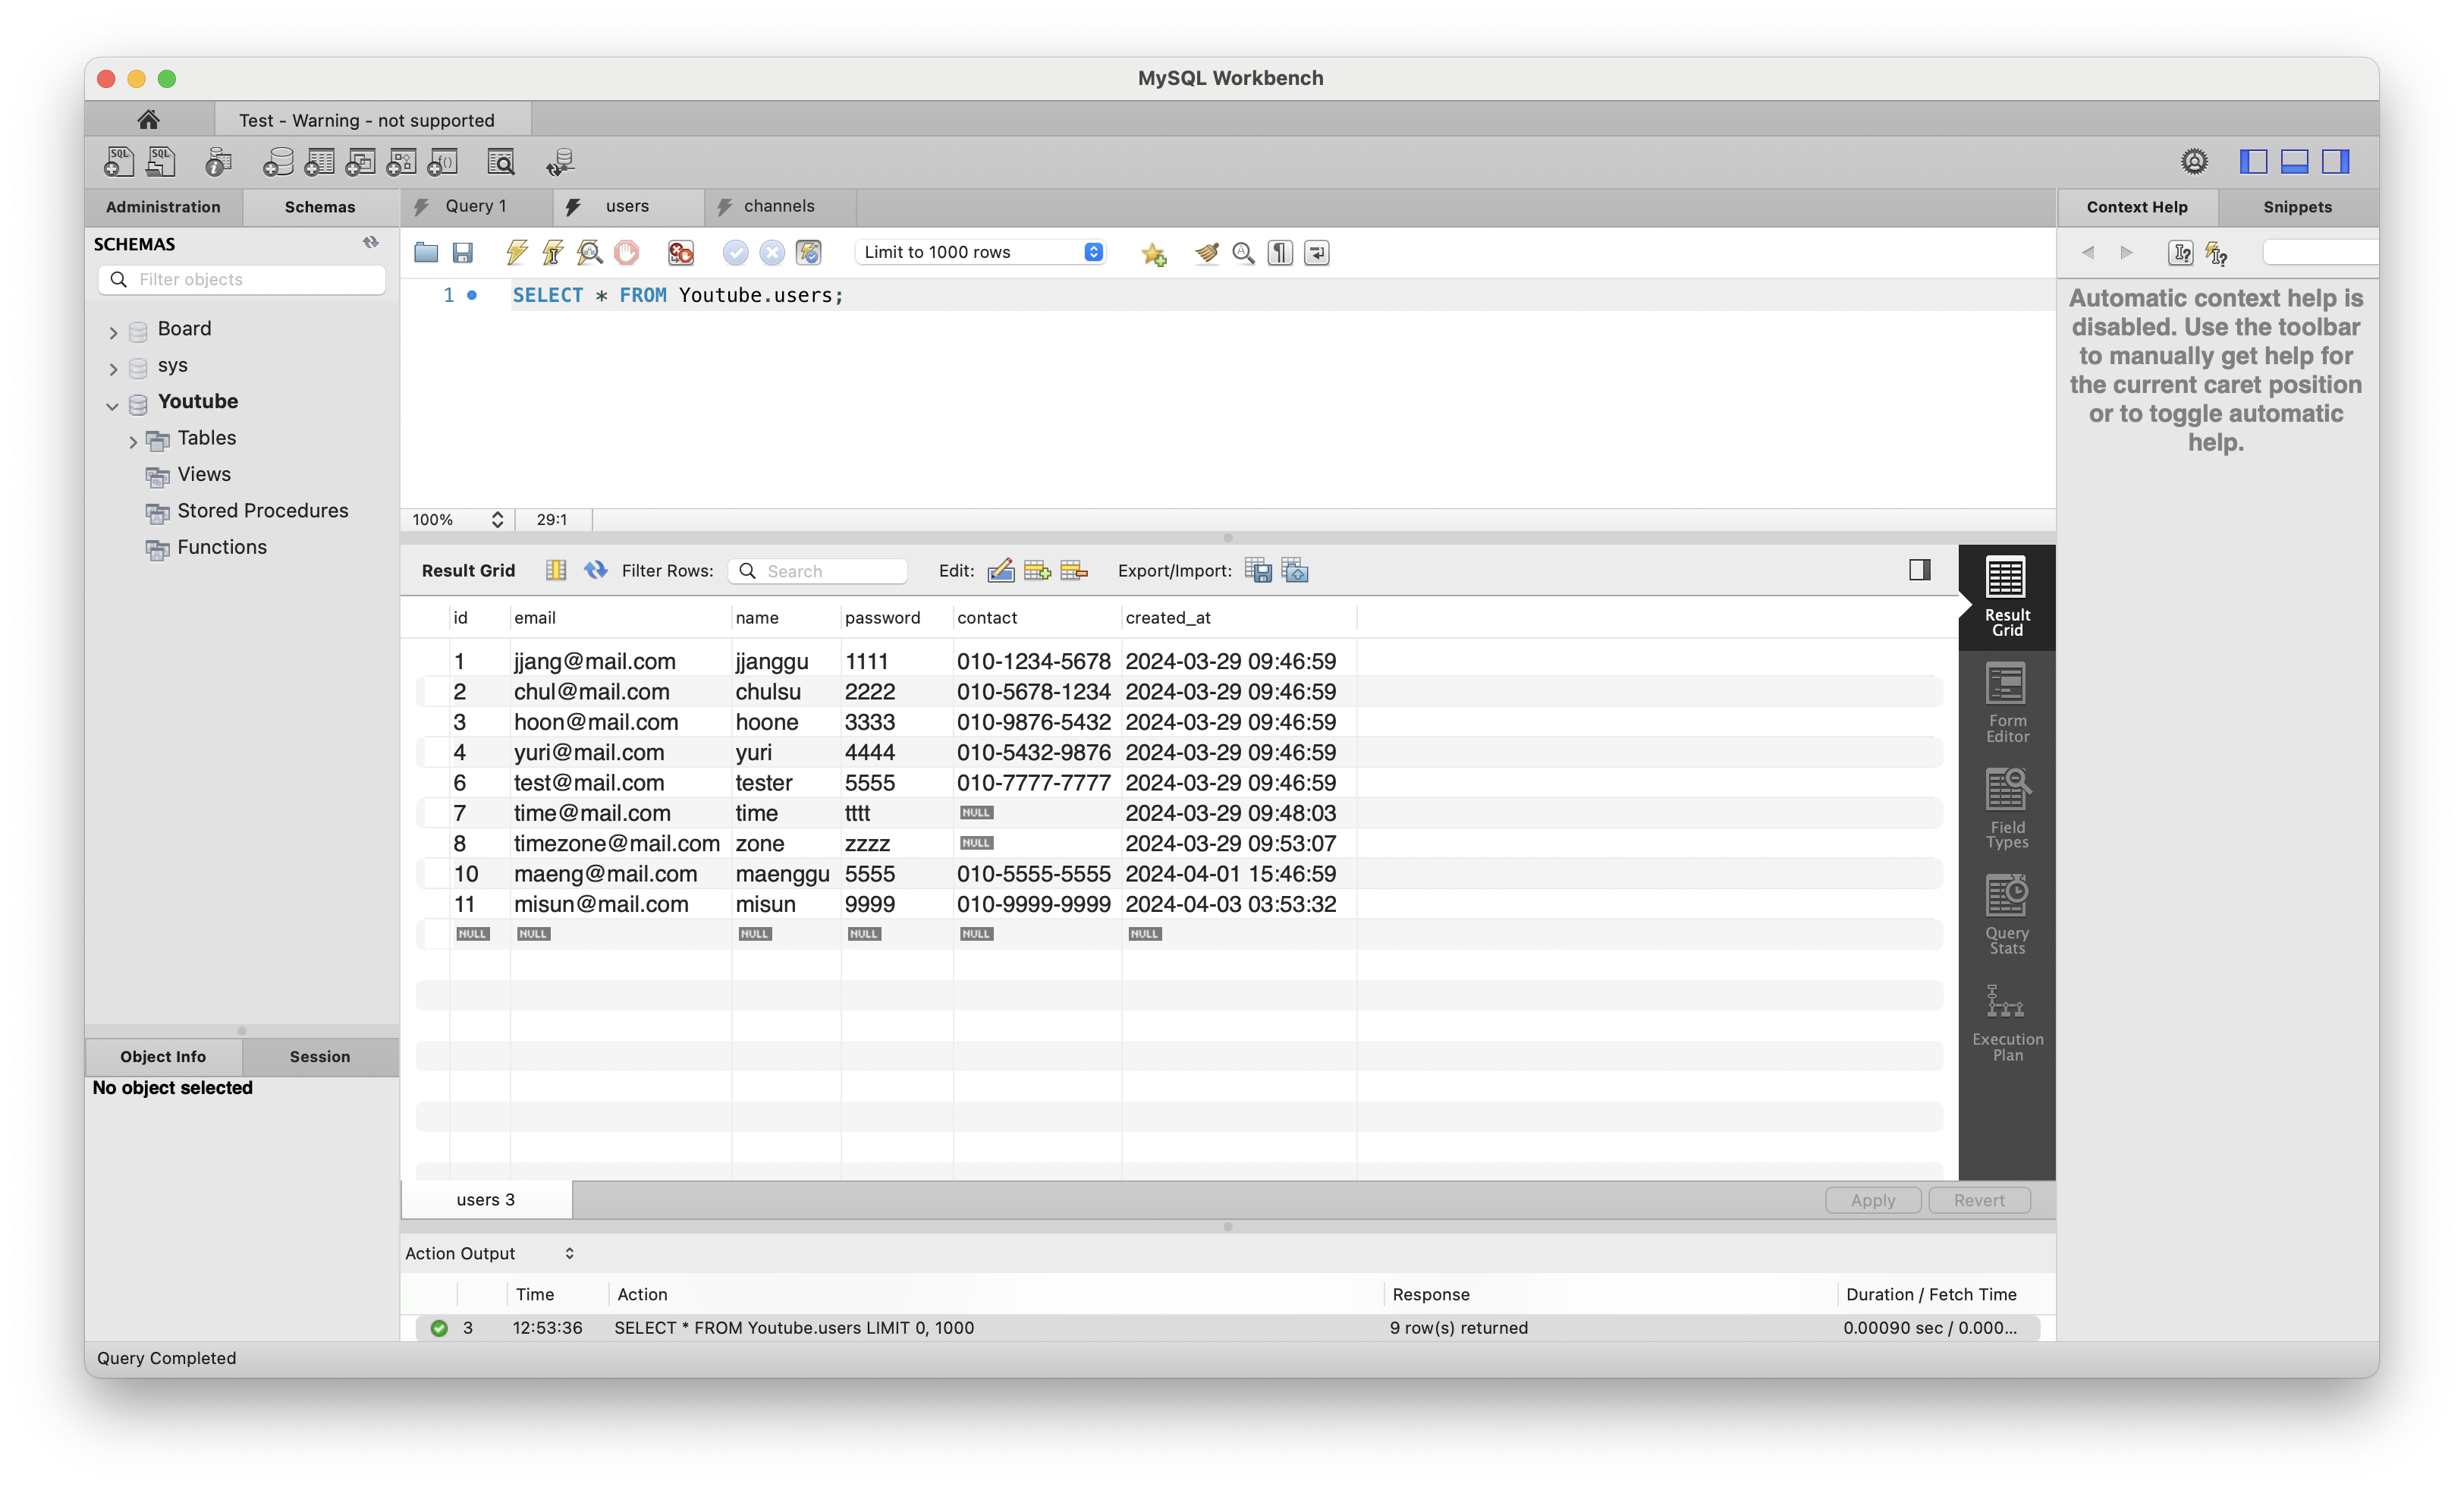 MySQL Workbench
Test - Warning - not supported
Administration Schemas
Query 1 users channels
Context Help Snippets
SCHEMAS
Filter objects
Board
sys
Youtube
Tables
Views
Stored Procedures
Functions
Limit to 1000 rows
1 SELECT * FROM Youtube.users;
100% 29:1
Automatic context help is
disabled. Use the toolbar
to manually get help for
the current caret position
or to toggle automatic
help.
Result Grid Filter Rows: Search Edit: Export/Import:
id email name password contact created_at
1 jjang@mail.com jjanggu 1111 010-1234-5678 2024-03-29 09:46:59
2 chul@mail.com chulsu 2222 010-5678-1234 2024-03-29 09:46:59
3 hoon@mail.com hoone 3333 010-9876-5432 2024-03-29 09:46:59
4 yuri@mail.com yuri 4444 010-5432-9876 2024-03-29 09:46:59
6 test@mail.com tester 5555 010-7777-7777 2024-03-29 09:46:59
7 time@mail.com time tttt NULL 2024-03-29 09:48:03
8 timezone@mail.com zone zzzz NULL 2024-03-29 09:53:07
10 maeng@mail.com maenggu 5555 010-5555-5555 2024-04-01 15:46:59
11 misun@mail.com misun 9999 010-9999-9999 2024-04-03 03:53:32
NULL NULL NULL NULL NULL NULL
Result
Grid
Form
Editor
Field
Types
Query
Stats
Execution
Plan
Object Info Session
No object selected
users 3 Apply Revert
Action Output
Time Action Response Duration / Fetch Time
3 12:53:36 SELECT * FROM Youtube.users LIMIT 0, 1000 9 row(s) returned 0.00090 sec / 0.000...
Query Completed